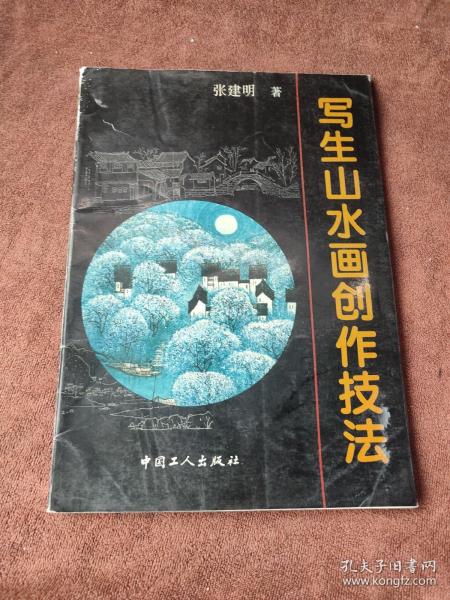 张建明 著
写生山水画创作技法
中国工人出版社
孔夫子旧书网
www.kongfz.com